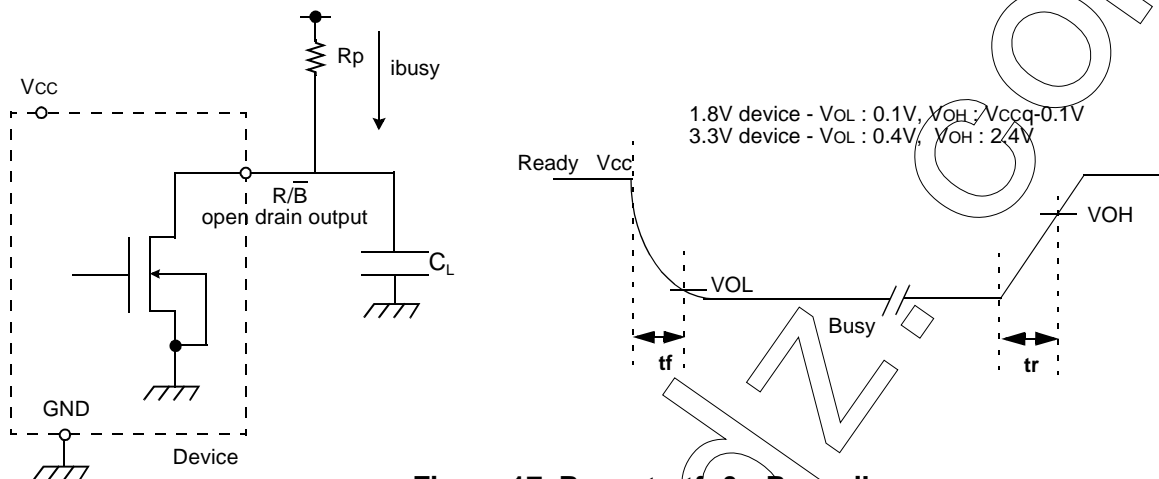 Rp
ibusy
Vcc
1.8V device - VOL : 0.1V, VOH : Vccq-0.1V
3.3V device - VOL : 0.4V, VOH : 2.4V
Ready Vcc
R/B
open drain output
VOH
CL
VOL
Busy
tf
tr
GND
Device